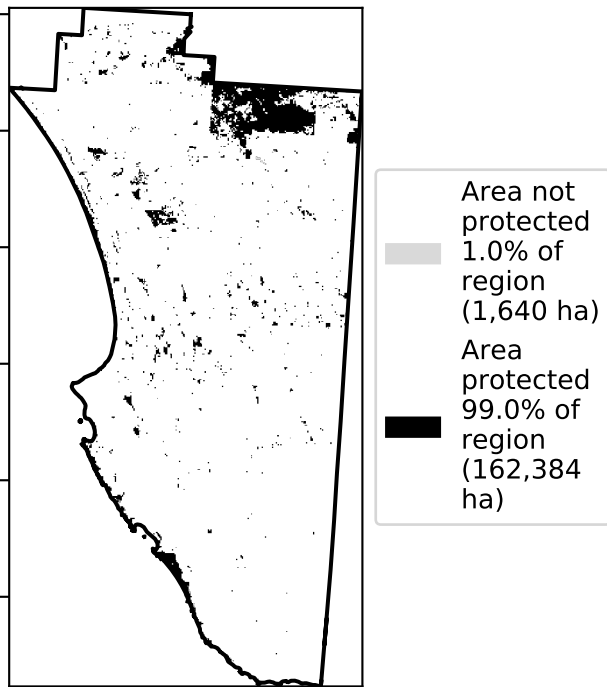 Area not
protected
1.0% of
region
(1,640 ha)
Area
protected
99.0% of
region
(162,384
ha)